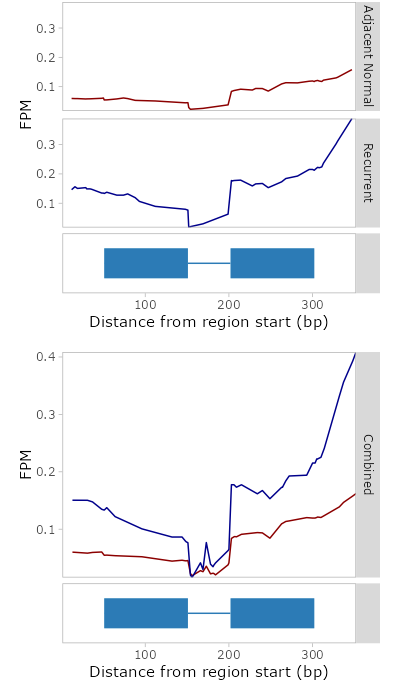 0.3
0.2
0.1
Adjacent Normal
FPM
0.3
0.2
0.1
Recurrent
100
200
300
Distance from region start (bp)
0.4
0.3
0.2
0.1
FPM
Combined
100
200
300
Distance from region start (bp)